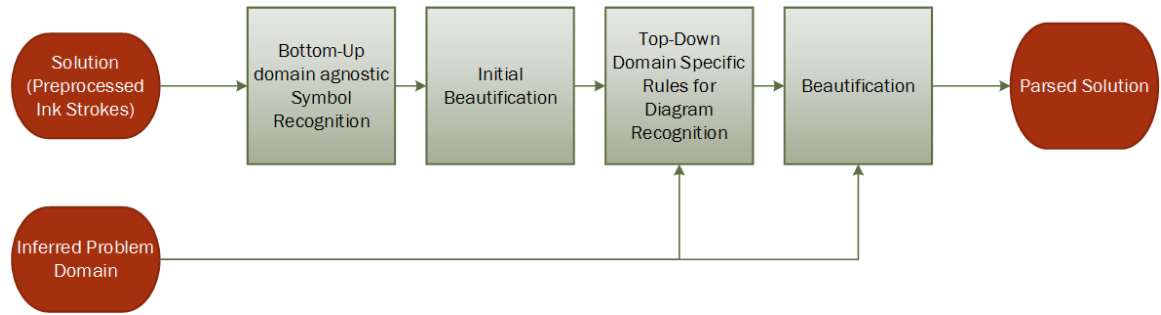 Solution
(Preprocessed
Ink Strokes)
Bottom-Up
domain agnostic
Symbol
Recognition
Initial
Beautification
Top-Down
Domain Specific
Rules for
Diagram
Recognition
Beautification
Parsed Solution
Inferred Problem
Domain